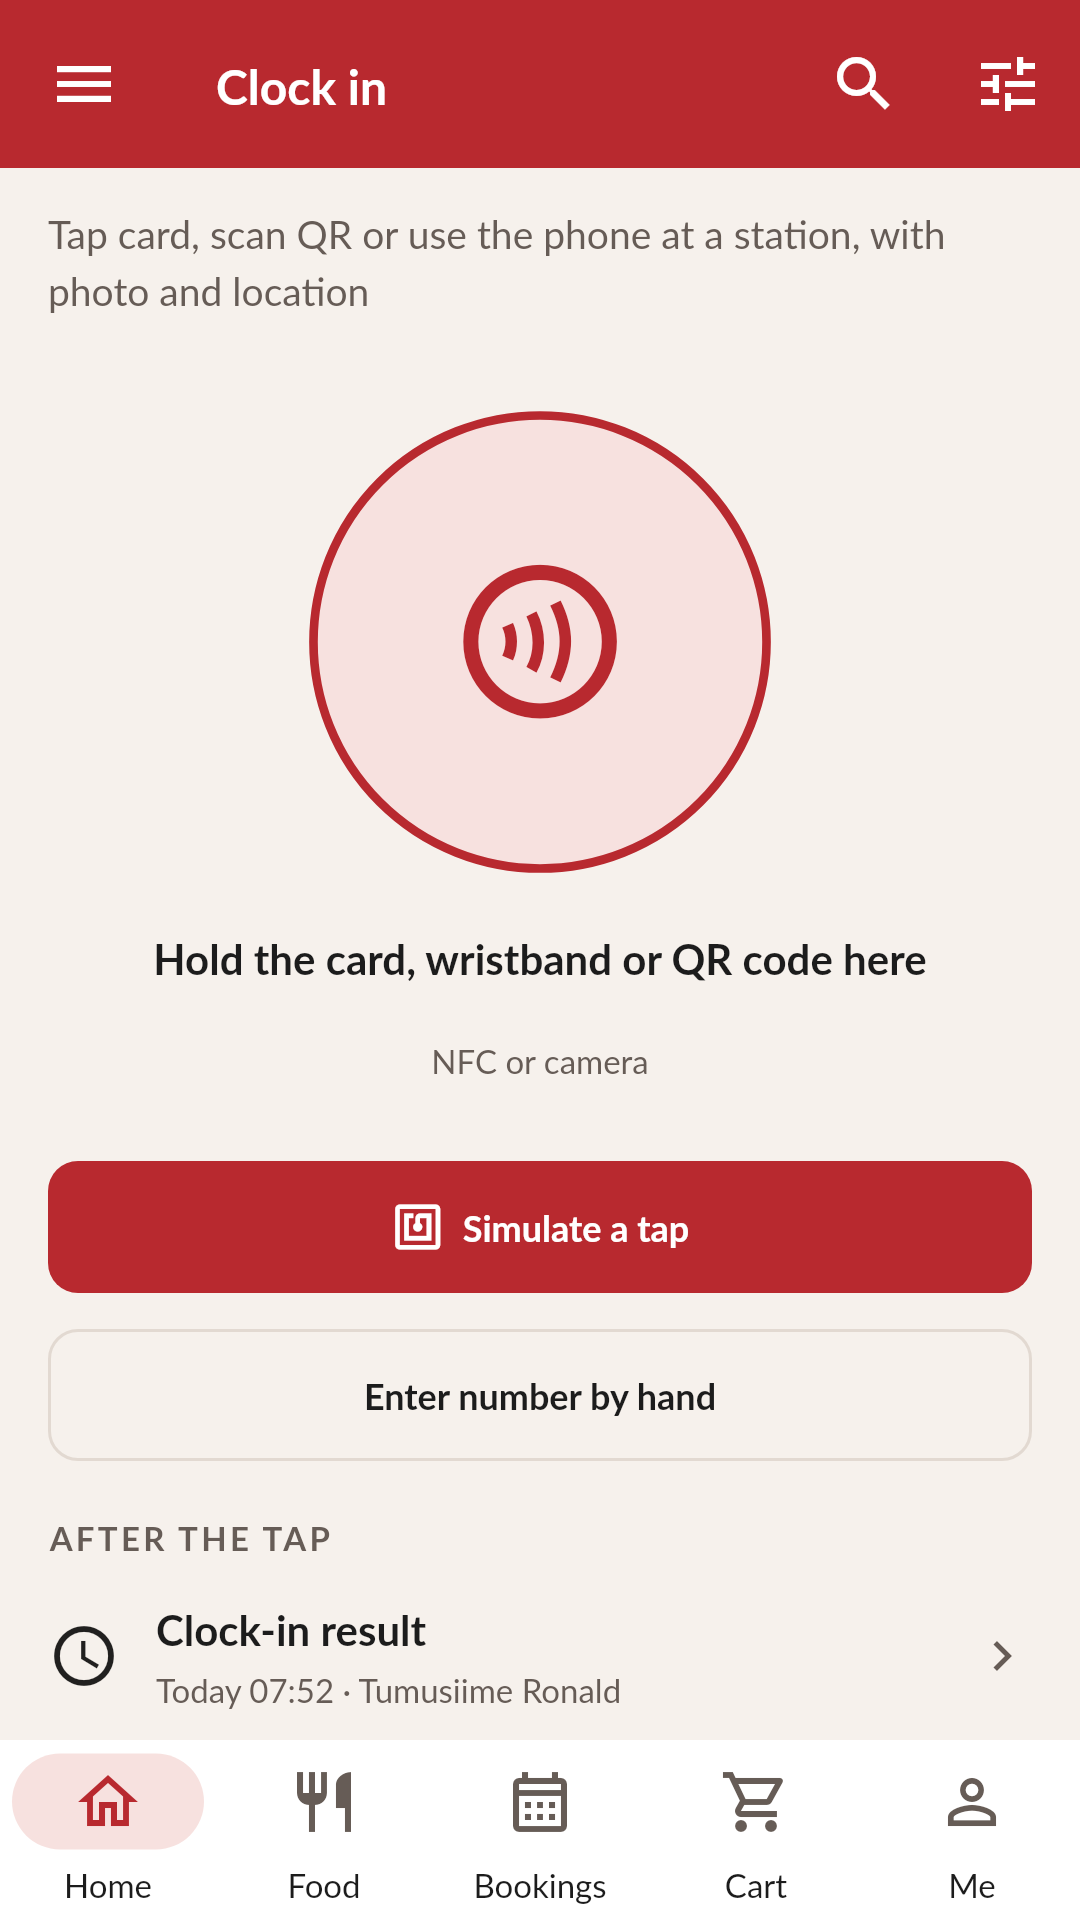 Clock in
Tap card, scan QR or use the phone at a station, with
photo and location
Hold the card, wristband or QR code here
NFC or camera
Simulate a tap
Enter number by hand
AFTER THE TAP
Clock-in result
Today 07:52 · Tumusiime Ronald
Home
Food
Bookings
Cart
Me